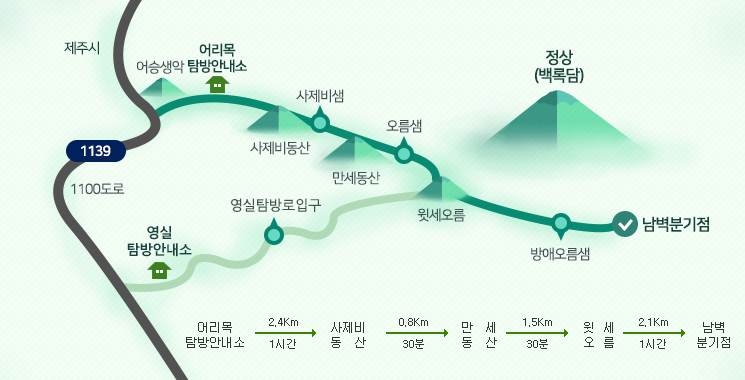 제주시
어리목
탐방안내소
어승생악
정상
(백록담)
사제비샘
오름샘
1139
사제비동산
만세동산
1100도로
영실탐방로입구
윗세오름
남벽분기점
영실
탐방안내소
방애오름샘
어리목
탐방안내소
2,4Km
1시간
사제비
동 산
0,8Km
30분
만 세
동 산
1,5Km
30분
윗 세
오 름
2,1Km
1시간
남벽
분기점